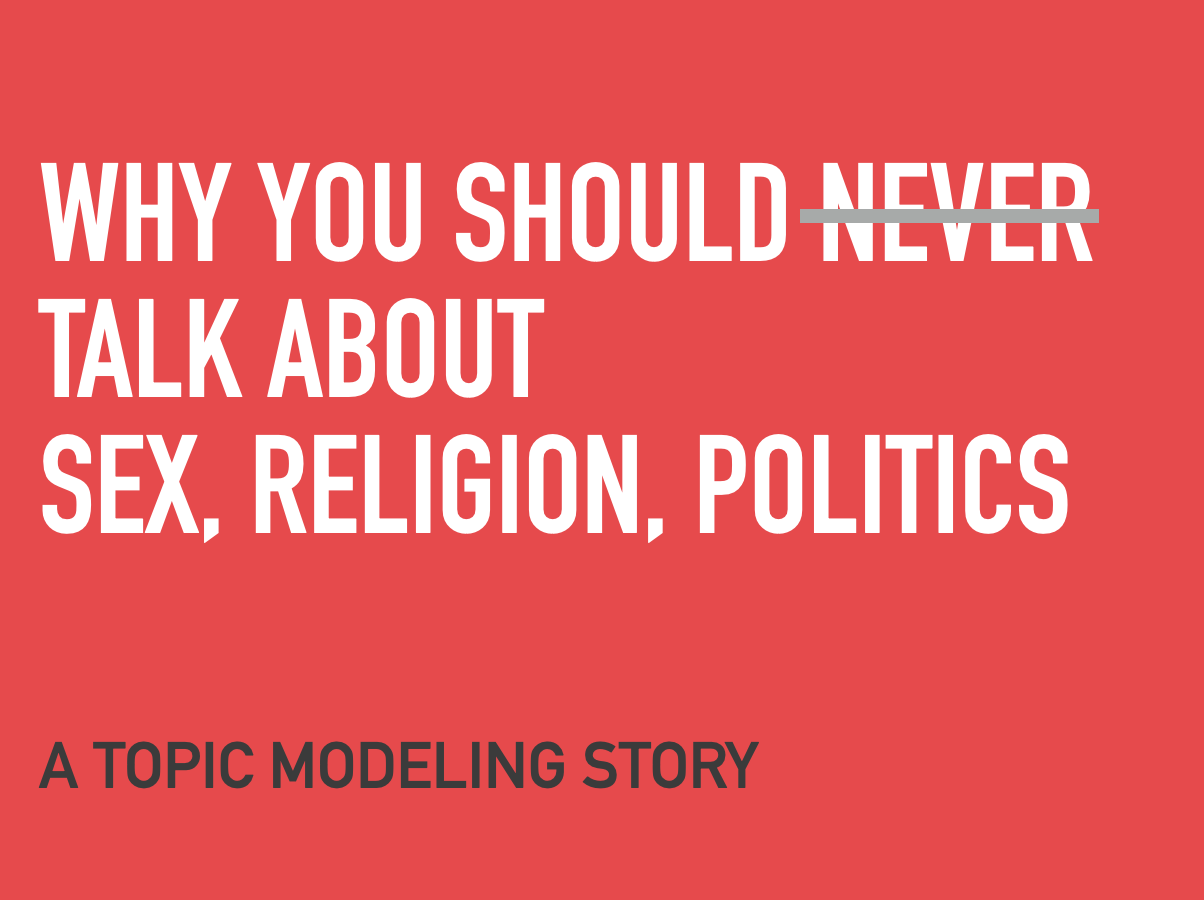 WHY YOU SHOULD NEVER
TALK ABOUT
SEX, RELIGION, POLITICS
A TOPIC MODELING STORY